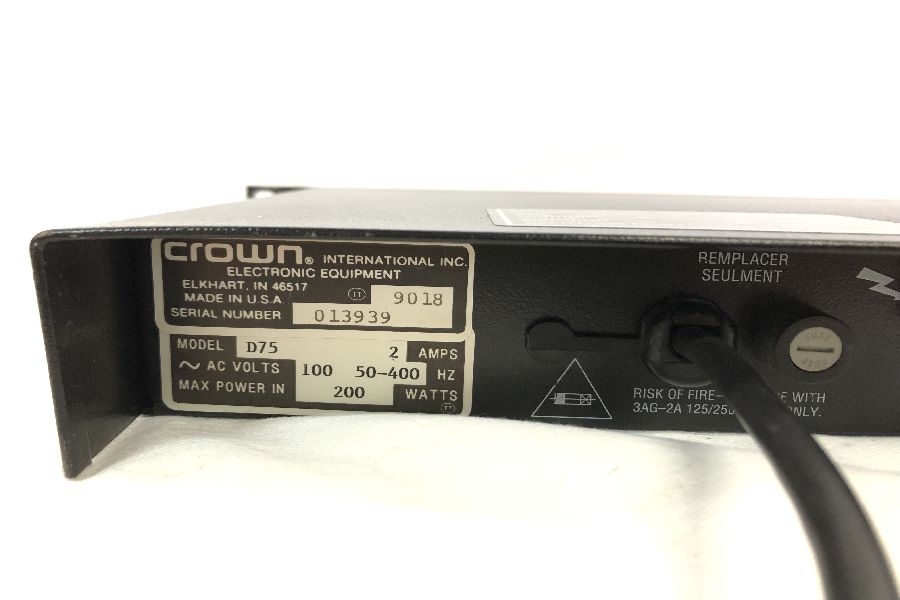 crown® INTERNATIONAL INC.
ELECTRONIC EQUIPMENT
ELKHART, IN 46517
MADE IN U.S.A 9018
SERIAL NUMBER 013939
MODEL D75 2 AMPS
~ AC VOLTS 100 50-400 HZ
MAX POWER IN 200 WATTS
REMPLACER
SEULMENT
RISK OF FIRE- WITH
3AG-2A 125/250 ONLY.